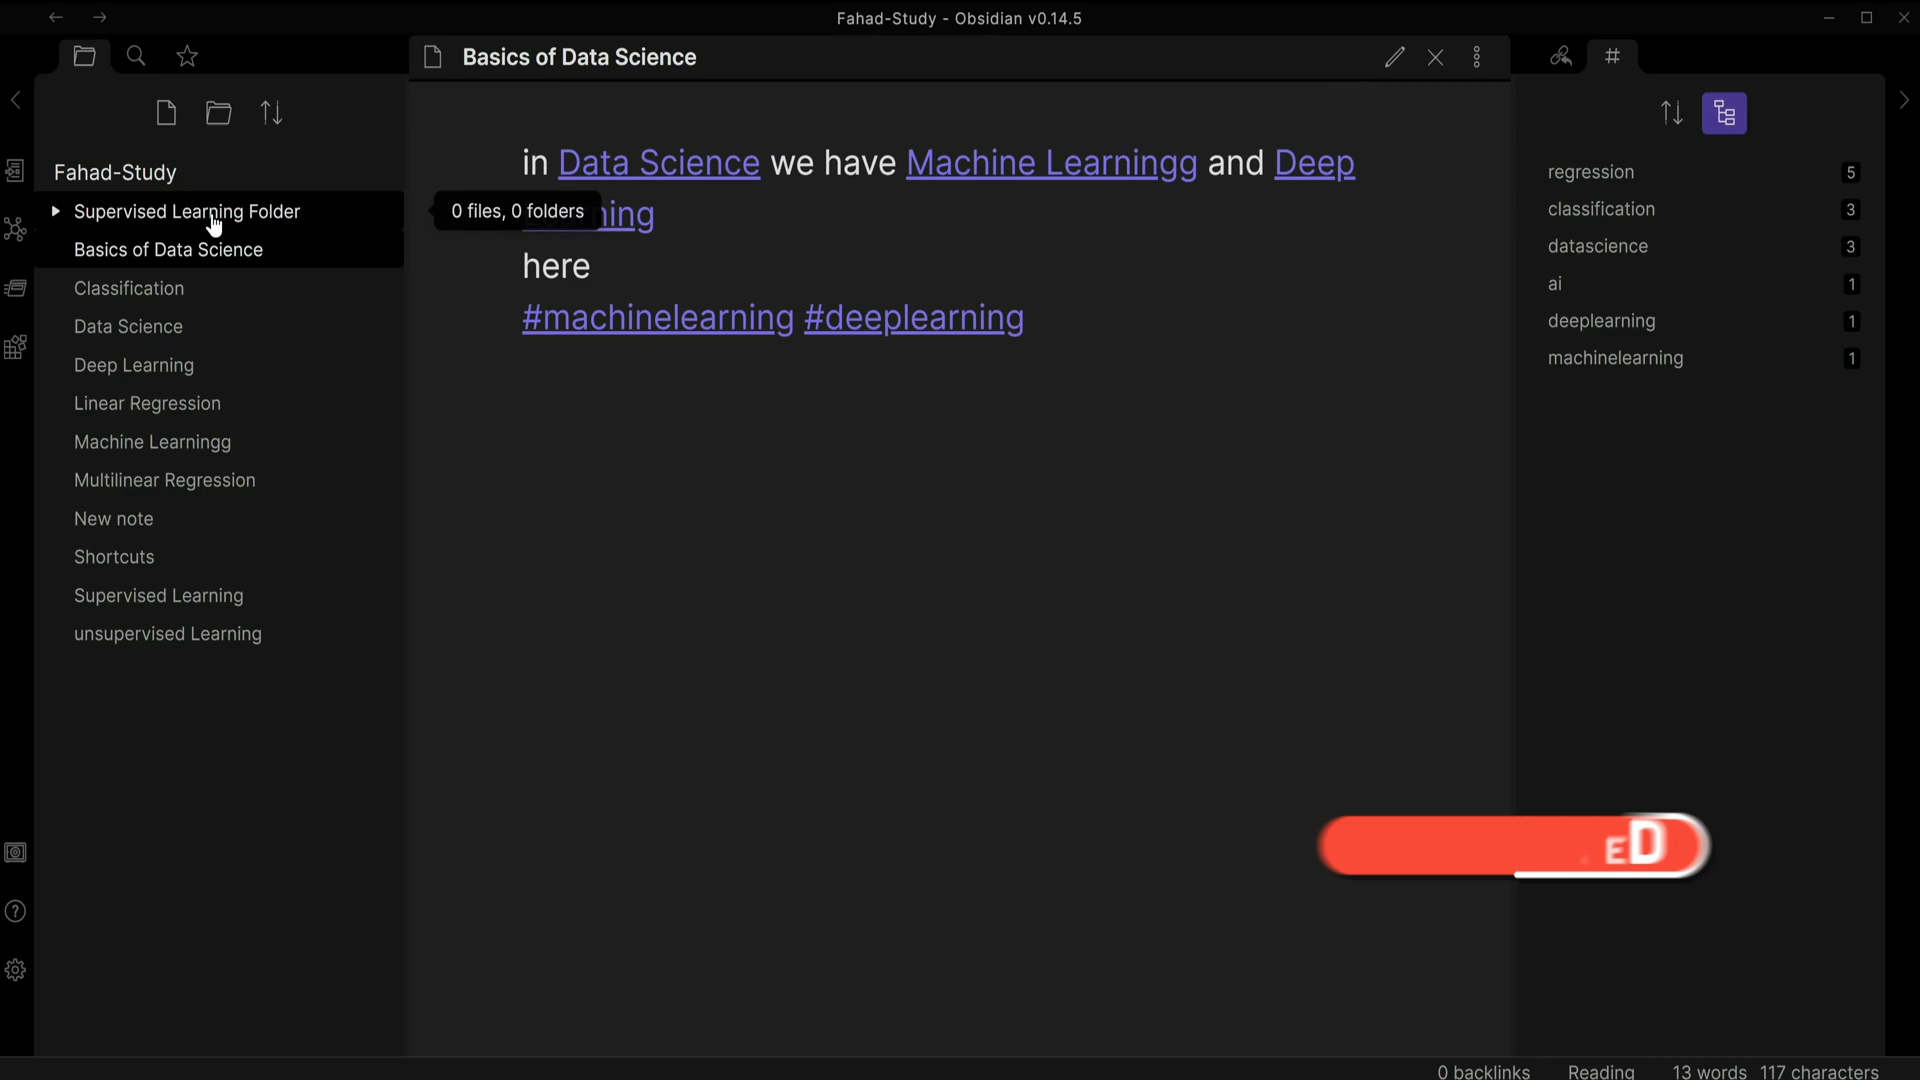 Fahad-Study - Obsidian v0.14.5
Basics of Data Science
Fahad-Study
Supervised Learning Folder
Basics of Data Science
Classification
Data Science
Deep Learning
Linear Regression
Machine Learningg
Multilinear Regression
New note
Shortcuts
Supervised Learning
unsupervised Learning
0 files, 0 folders
in Data Science we have Machine Learningg and Deep
here
#machinelearning #deeplearning
regression 5
classification 3
datascience 3
ai 1
deeplearning 1
machinelearning 1
ED
0 backlinks Reading 13 words 117 characters